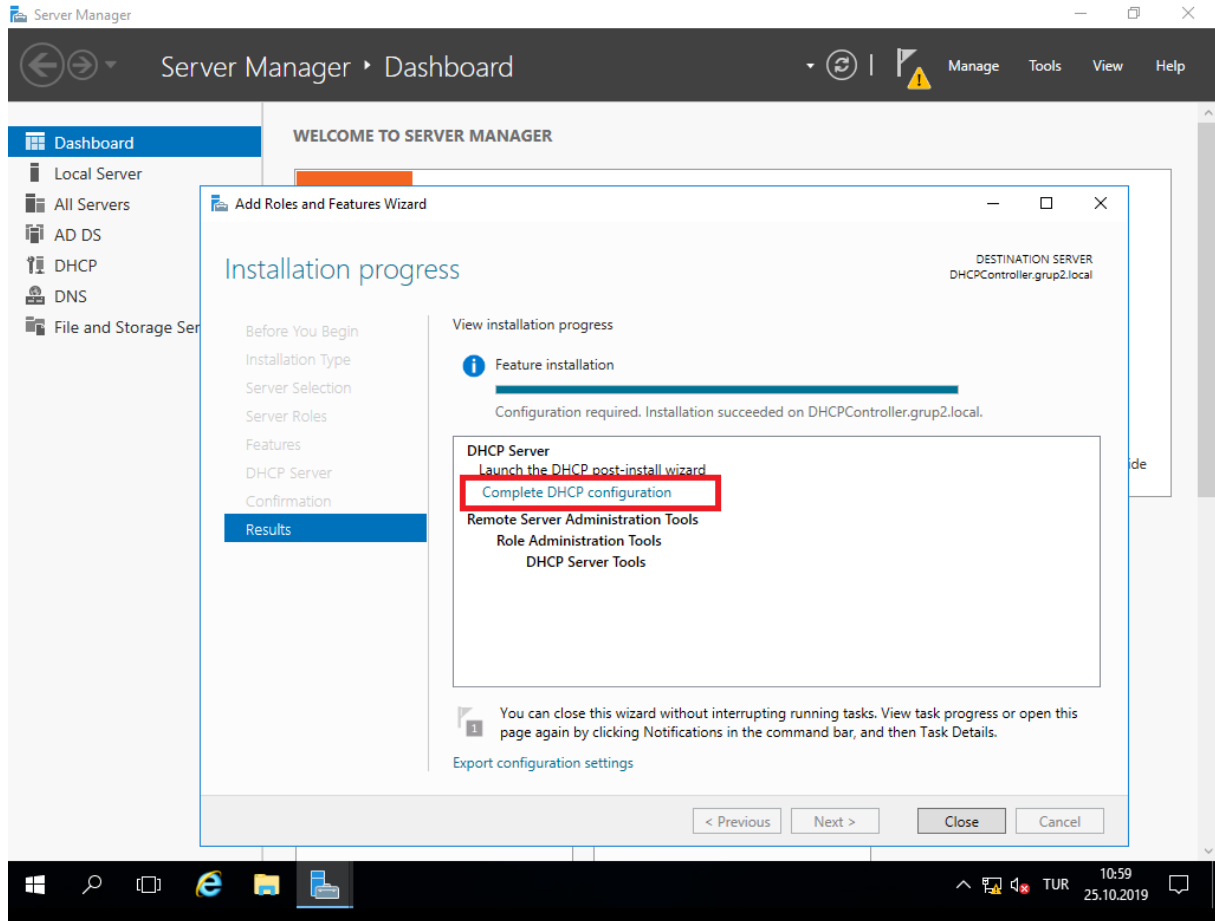 Server Manager
Server Manager ‣ Dashboard
Manage Tools View Help
Dashboard
Local Server
All Servers
AD DS
DHCP
DNS
File and Storage Ser
WELCOME TO SERVER MANAGER
Add Roles and Features Wizard
Installation progress
DESTINATION SERVER
DHCPController.grup2.local
Before You Begin
Installation Type
Server Selection
Server Roles
Features
DHCP Server
Confirmation
Results
View installation progress
Feature installation
Configuration required. Installation succeeded on DHCPController.grup2.local.
DHCP Server
Launch the DHCP post-install wizard
Complete DHCP configuration
Remote Server Administration Tools
Role Administration Tools
DHCP Server Tools
ide
1
You can close this wizard without interrupting running tasks. View task progress or open this
page again by clicking Notifications in the command bar, and then Task Details.
Export configuration settings
< Previous Next > Close Cancel
TUR
10:59
25.10.2019